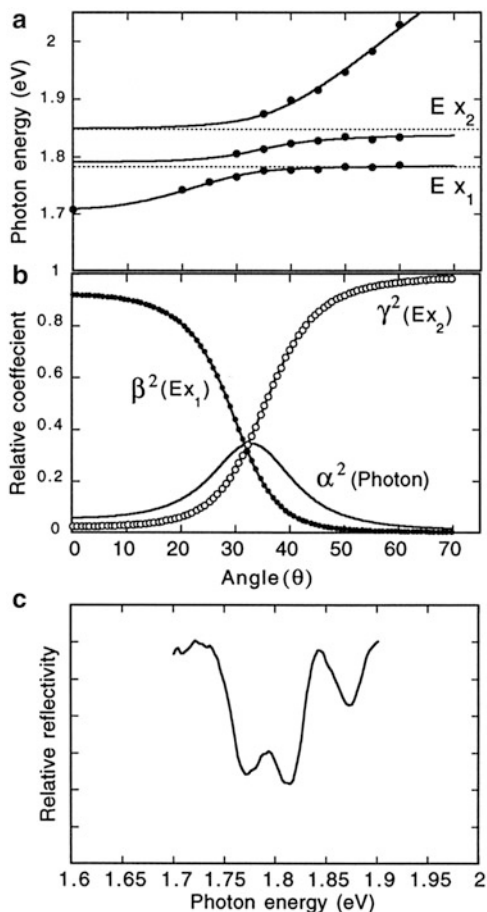 a
Photon energy (eV)
2
1.9
1.8
1.7
E x₂
E x₁
b
Relative coeffecient
1
0.8
0.6
0.4
0.2
0
γ² (Ex₂)
β² (Ex₁)
α² (Photon)
0 10 20 30 40 50 60 70
Angle (θ)
c
Relative reflectivity
1.6 1.65 1.7 1.75 1.8 1.85 1.9 1.95 2
Photon energy (eV)